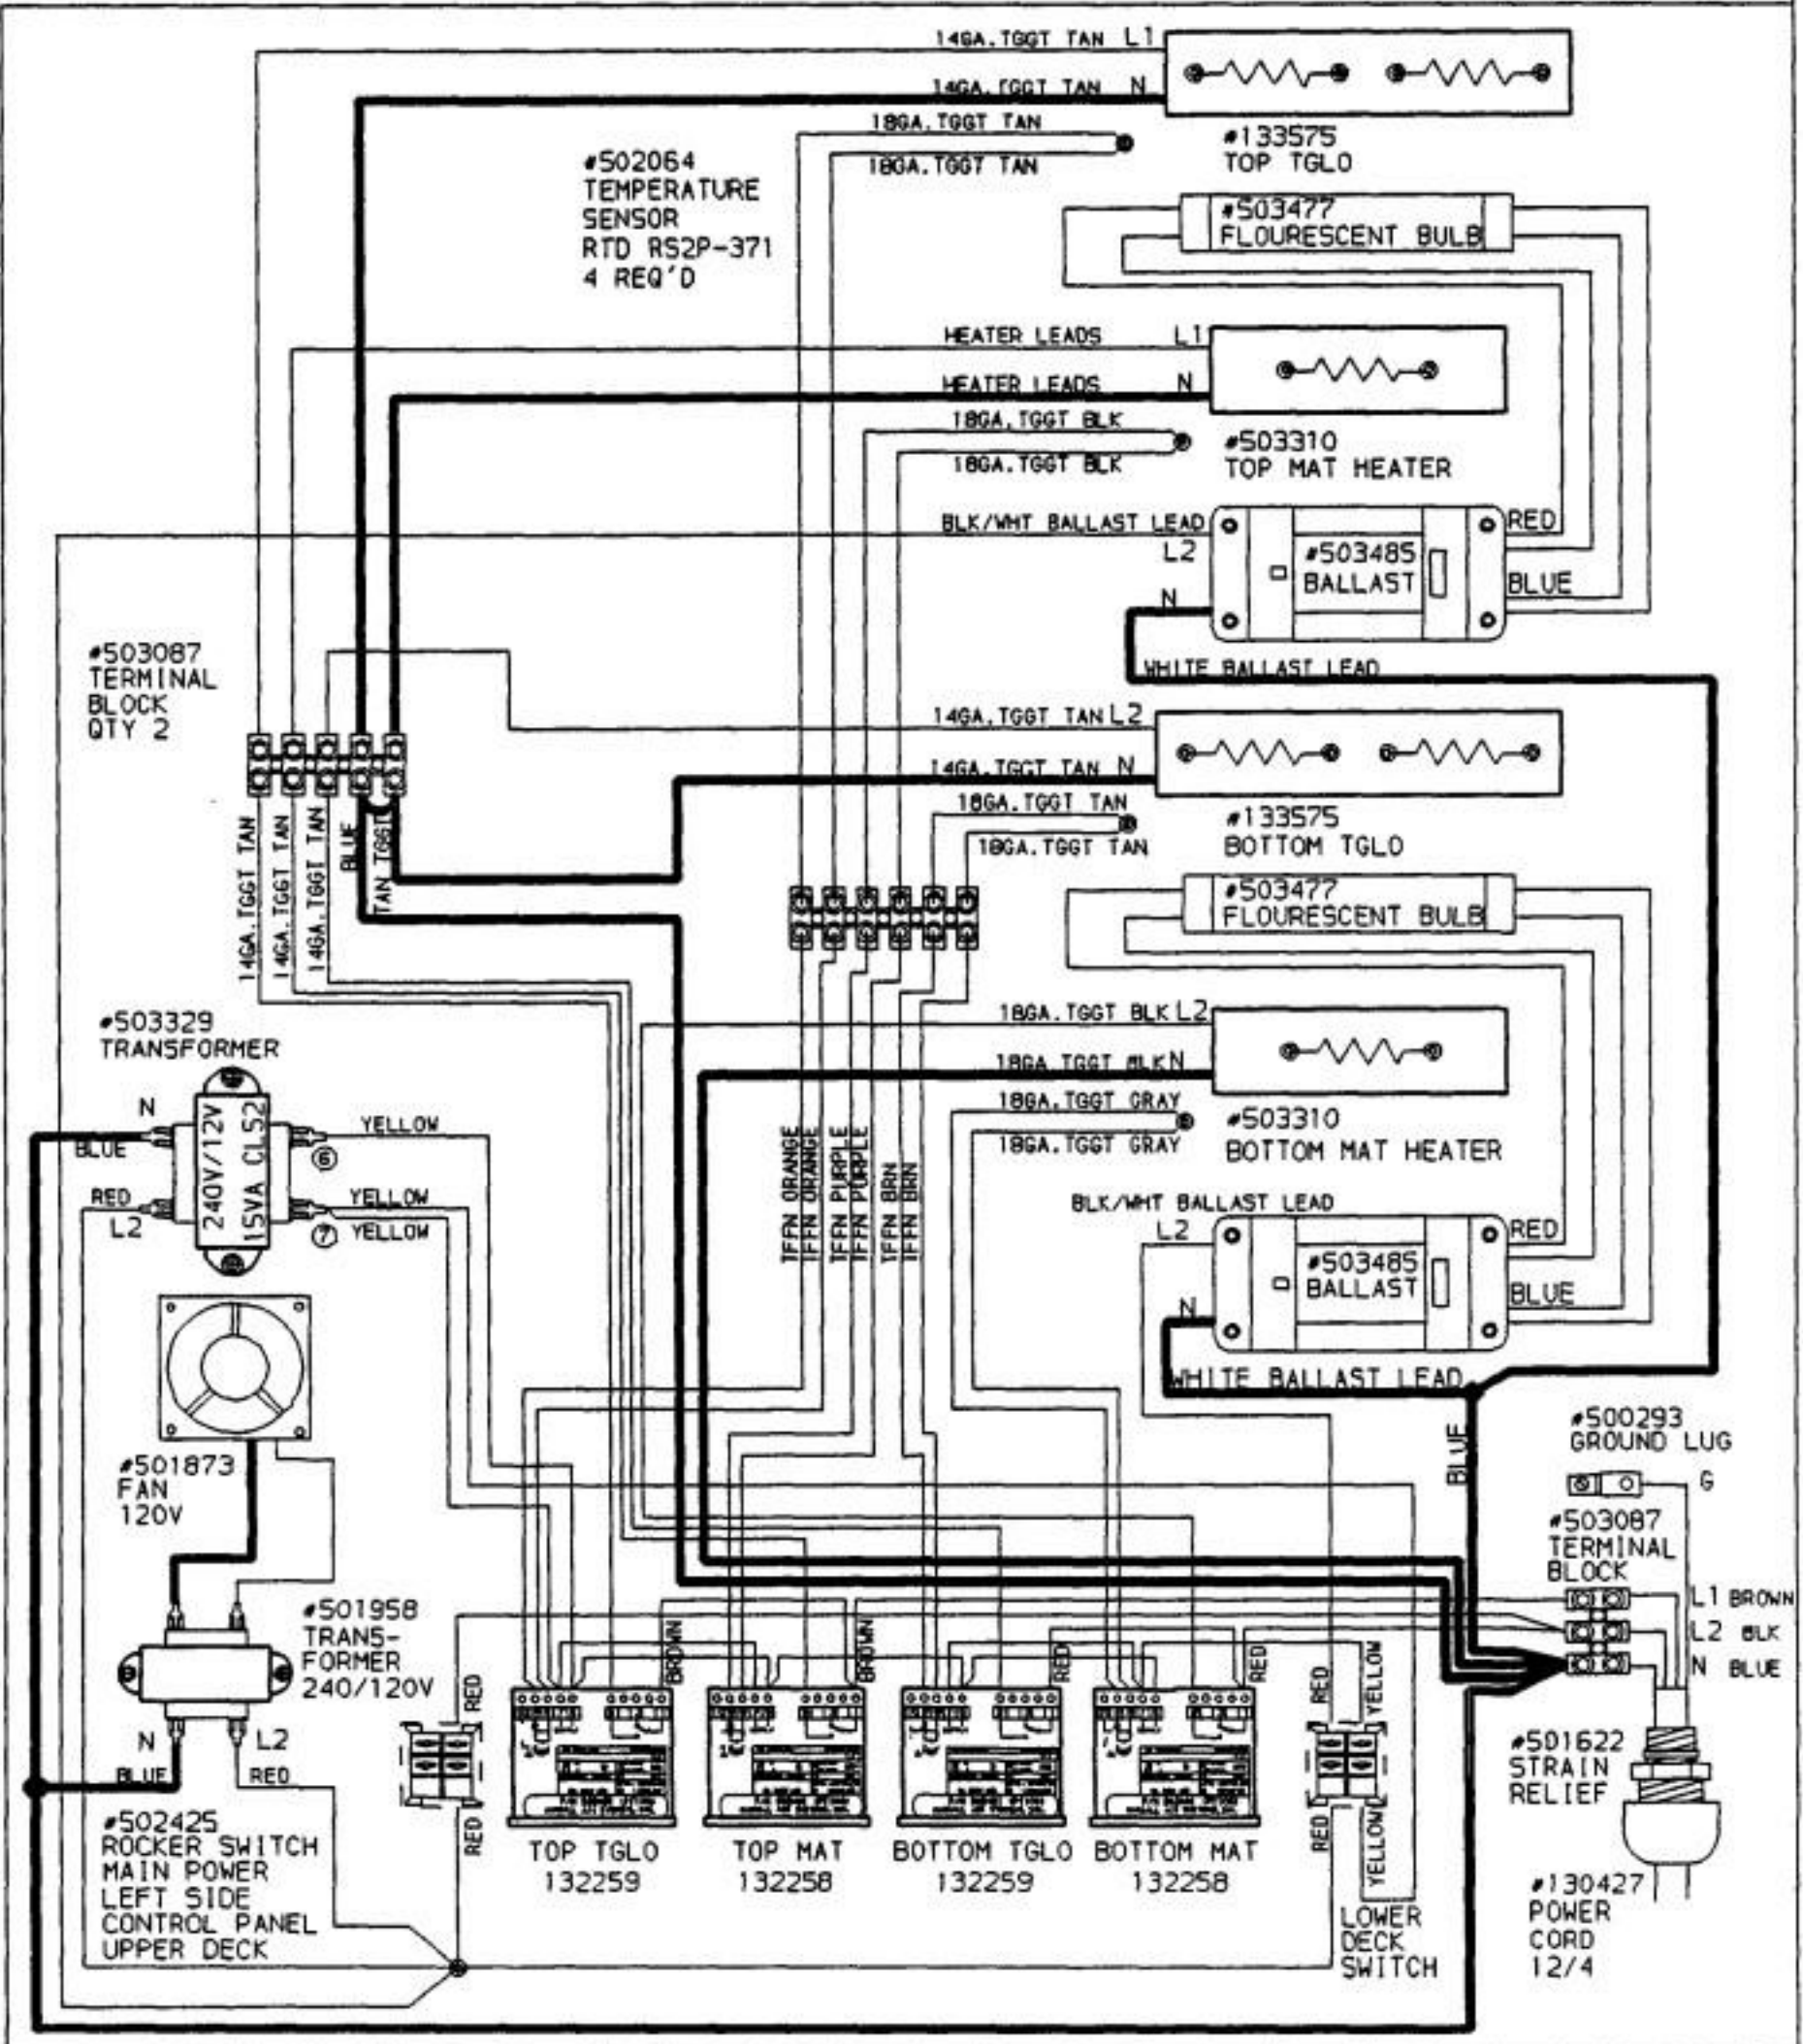 14GA.TGGT TAN L1
14GA.TGGT TAN N
18GA.TGGT TAN
18GA.TGGT TAN
#133575
TOP TGLO
#502064
TEMPERATURE
SENSOR
RTD RS2P-371
4 REQ'D
#503477
FLOURESCENT BULB
HEATER LEADS L1
HEATER LEADS N
18GA.TGGT BLK
18GA.TGGT BLK
#503310
TOP MAT HEATER
BLK/WHT BALLAST LEAD
L2
N
#503485
BALLAST
RED
BLUE
WHITE BALLAST LEAD
#503087
TERMINAL
BLOCK
QTY 2
14GA.TGGT TAN L2
14GA.TGGT TAN N
18GA.TGGT TAN
18GA.TGGT TAN
#133575
BOTTOM TGLO
14GA.TGGT TAN
14GA.TGGT TAN
14GA.TGGT TAN
BLUE
TAN TGGT
#503477
FLOURESCENT BULB
#503329
TRANSFORMER
18GA.TGGT BLK L2
18GA.TGGT BLK N
18GA.TGGT GRAY
18GA.TGGT GRAY
#503310
BOTTOM MAT HEATER
N
BLUE
RED
L2
240V/12V
15VA CLS2
YELLOW
6
YELLOW
7
YELLOW
TFFN ORANGE
TFFN ORANGE
TFFN PURPLE
TFFN PURPLE
TFFN BRN
TFFN BRN
BLK/WHT BALLAST LEAD
L2
N
#503485
BALLAST
RED
BLUE
WHITE BALLAST LEAD
BLUE
#501873
FAN
120V
#500293
GROUND LUG
G
#503087
TERMINAL
BLOCK
L1 BROWN
L2 BLK
N BLUE
#501958
TRANS-
FORMER
240/120V
N
L2
BLUE
RED
RED
RED
BROWN
BROWN
RED
RED
RED
YELLOW
RED
YELLOW
#502425
ROCKER SWITCH
MAIN POWER
LEFT SIDE
CONTROL PANEL
UPPER DECK
TOP TGLO
132259
TOP MAT
132258
BOTTOM TGLO
132259
BOTTOM MAT
132258
LOWER
DECK
SWITCH
#501622
STRAIN
RELIEF
#130427
POWER
CORD
12/4